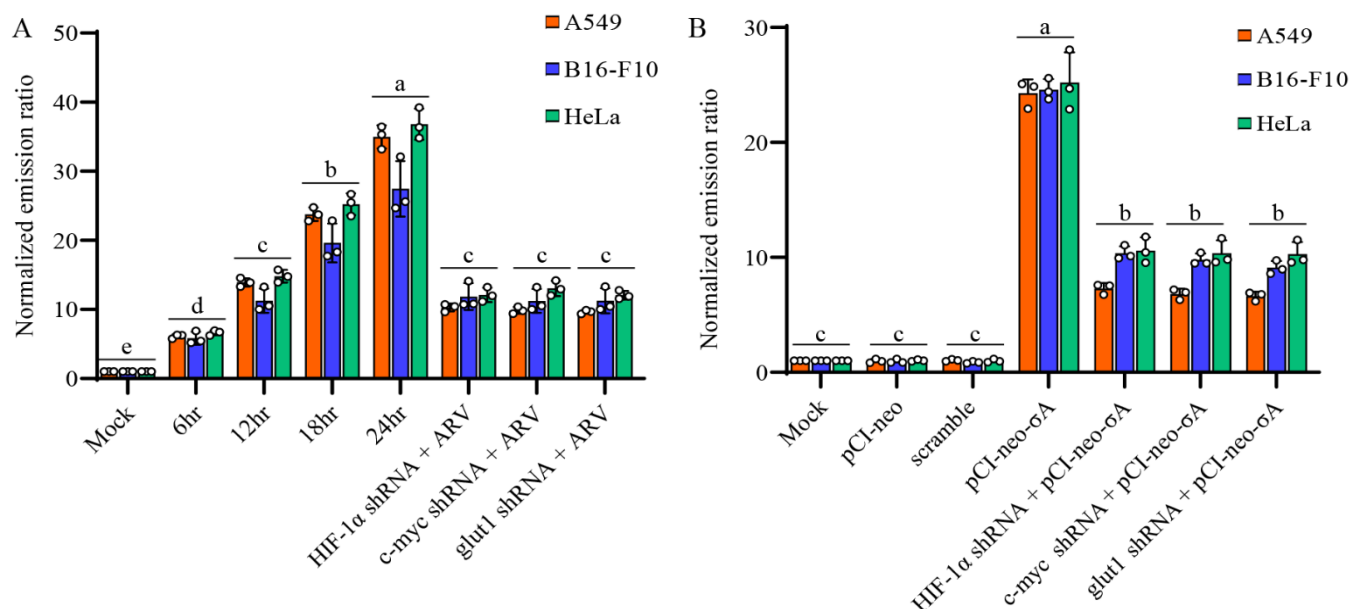 A
Normalized emission ratio
50
40
30
20
10
0
A549
B16-F10
HeLa
e
d
c
b
a
c
c
c
Mock
6hr
12hr
18hr
24hr
HIF-1α shRNA + ARV
c-myc shRNA + ARV
glut1 shRNA + ARV
B
Normalized emission ratio
30
20
10
0
A549
B16-F10
HeLa
c
c
c
a
b
b
b
Mock
pCI-neo
scramble
pCI-neo-σA
HIF-1α shRNA + pCI-neo-σA
c-myc shRNA + pCI-neo-σA
glut1 shRNA + pCI-neo-σA